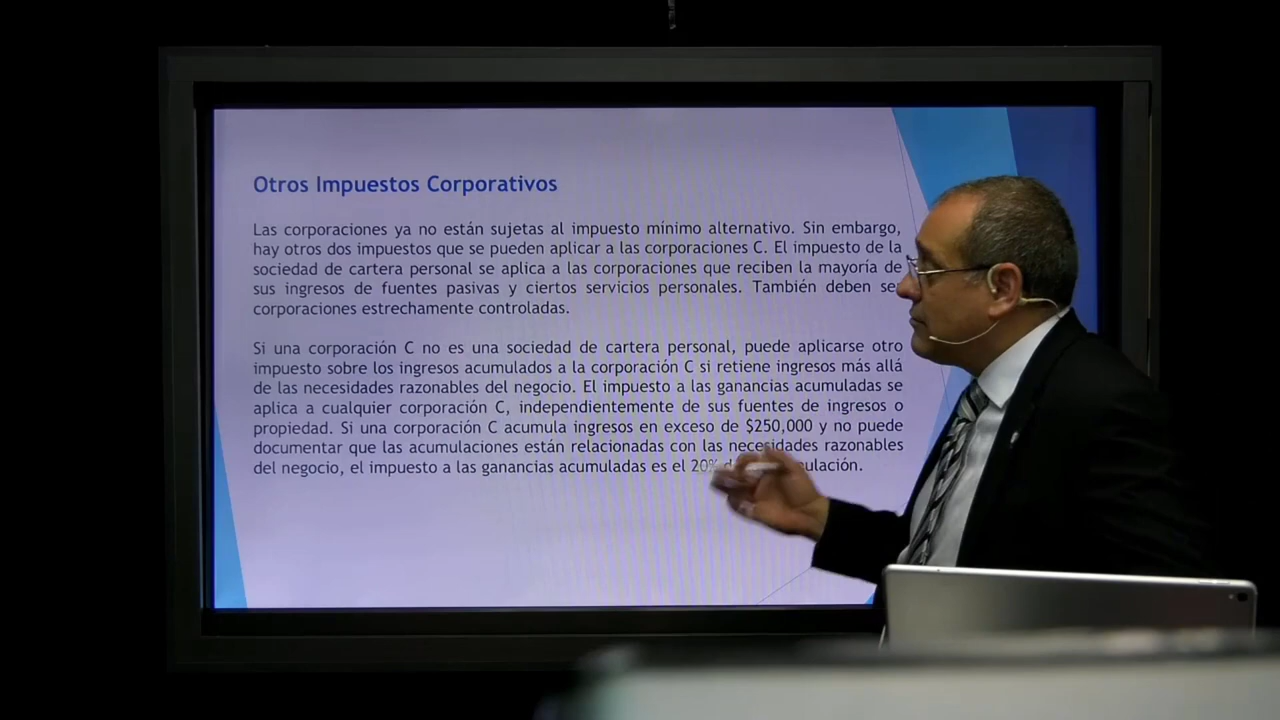 Otros Impuestos Corporativos
Las corporaciones ya no están sujetas al impuesto mínimo alternativo. Sin embargo,
hay otros dos impuestos que se pueden aplicar a las corporaciones C. El impuesto de la
sociedad de cartera personal se aplica a las corporaciones que reciben la mayoría de
sus ingresos de fuentes pasivas y ciertos servicios personales. También deben se
corporaciones estrechamente controladas.
Si una corporación C no es una sociedad de cartera personal, puede aplicarse otro
impuesto sobre los ingresos acumulados a la corporación C si retiene ingresos más allá
de las necesidades razonables del negocio. El impuesto a las ganancias acumuladas se
aplica a cualquier corporación C, independientemente de sus fuentes de ingresos o
propiedad. Si una corporación C acumula ingresos en exceso de $250,000 y no puede
documentar que las acumulaciones están relacionadas con las necesidades razonables
del negocio, el impuesto a las ganancias acumuladas es el 20%